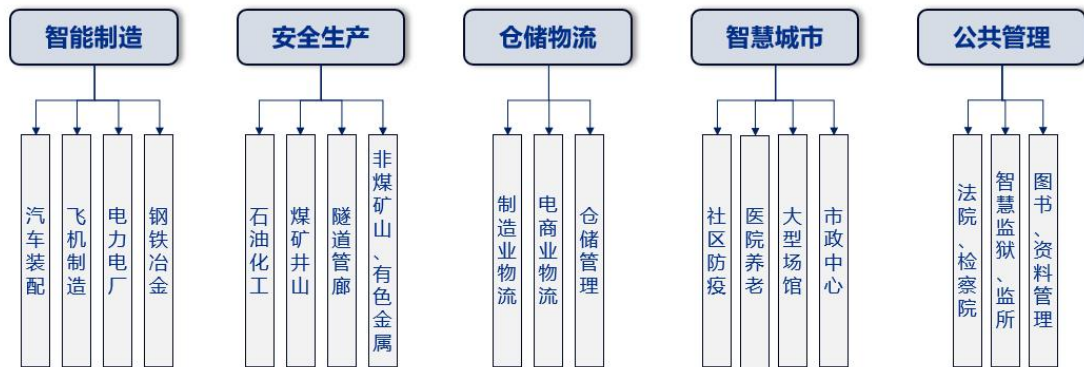 智能制造
安全生产
仓储物流
智慧城市
公共管理
汽车装配
飞机制造
电力电厂
钢铁冶金
石油化工
煤矿井山
隧道管廊
非煤矿山、有色金属
制造业物流
电商业物流
仓储管理
社区防疫
医院养老
大型场馆
市政中心
法院、检察院
智慧监狱、监所
图书、资料管理